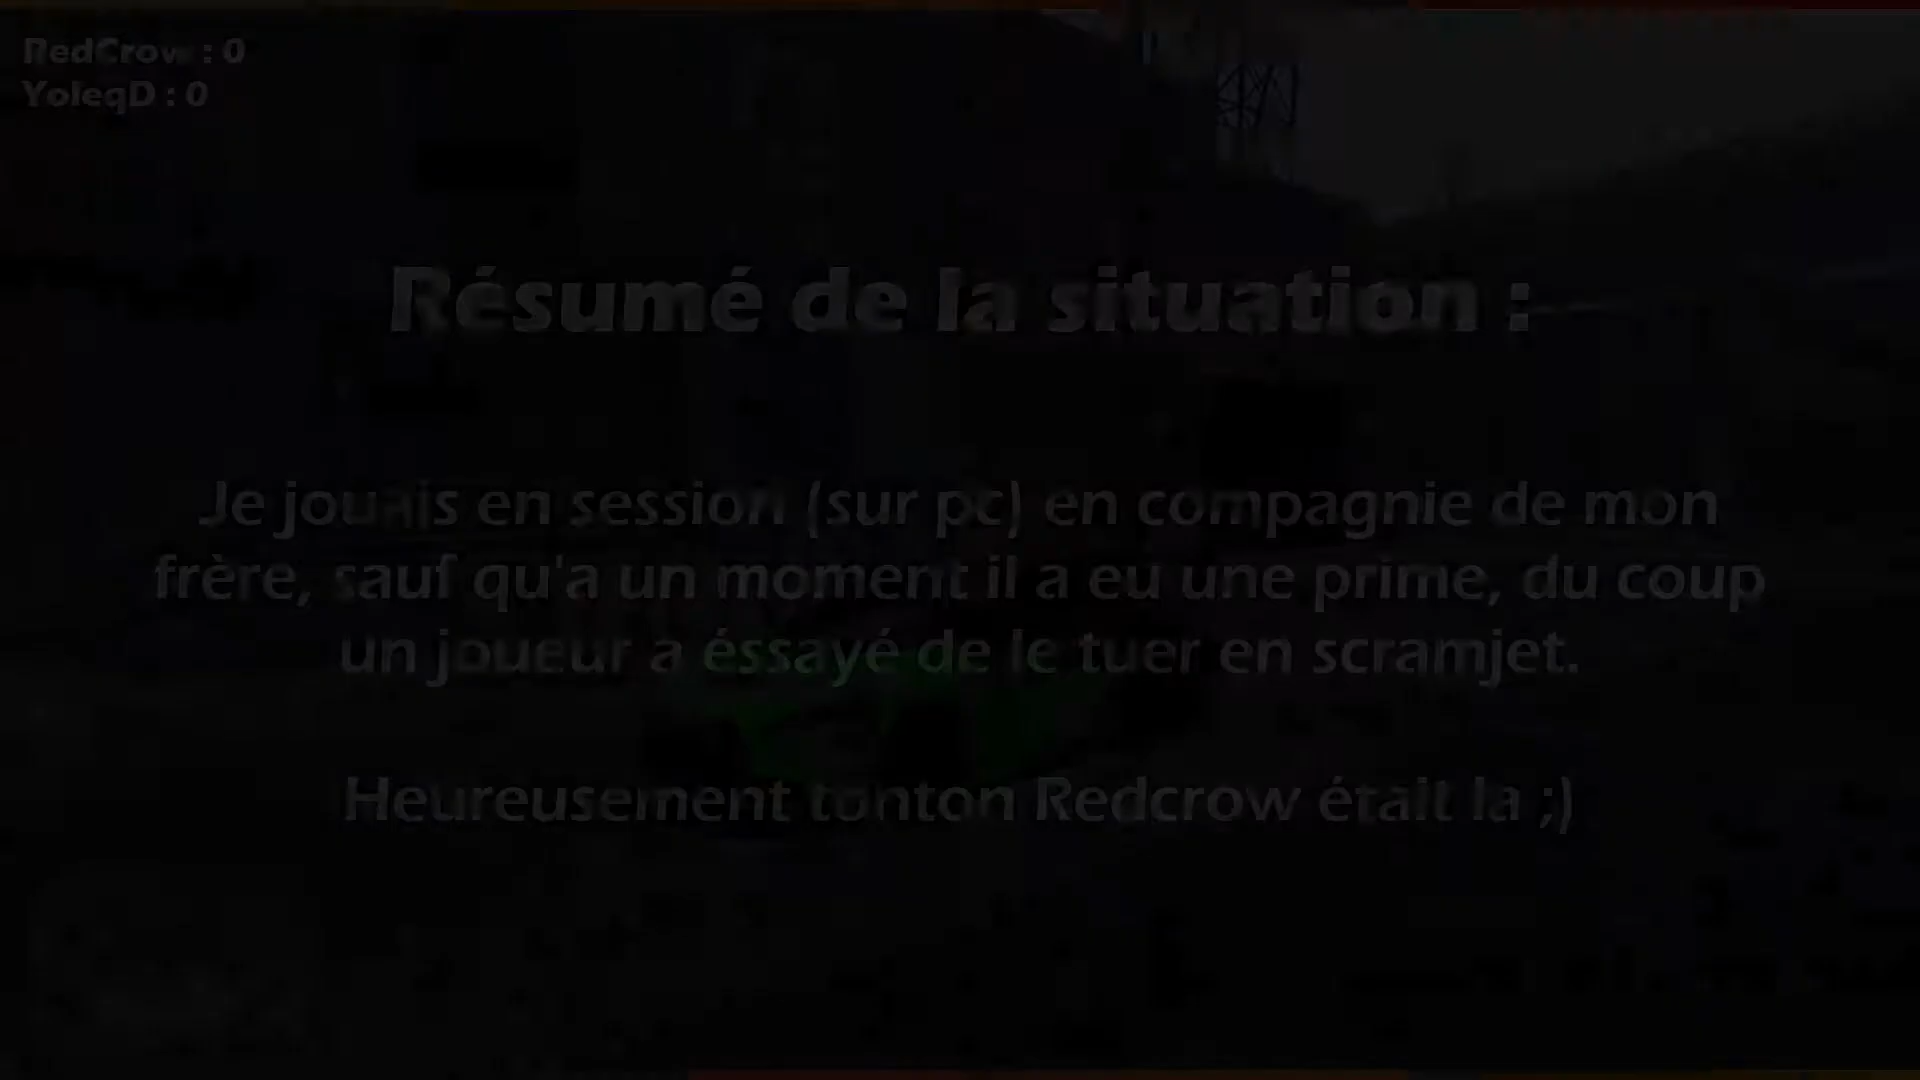 RedCrow : 0
YoleqD : 0
Résumé de la situation :
Je jouais en session (sur pc) en compagnie de mon
frère, sauf qu'a un moment il a eu une prime, du coup
un joueur a éssayé de le tuer en scramjet.
Heureusement tonton Redcrow était la ;)